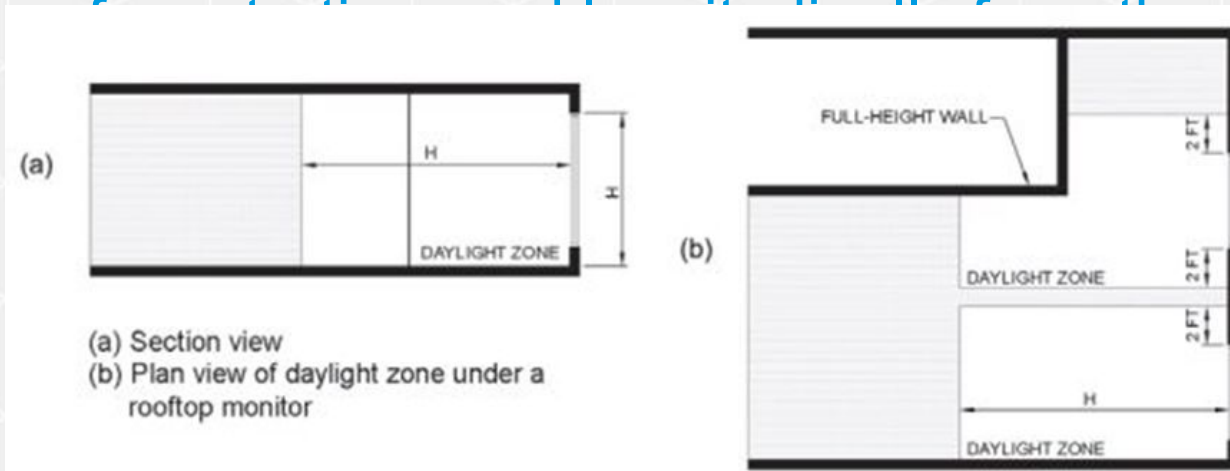 (a)
H
H
DAYLIGHT ZONE
(a) Section view
(b) Plan view of daylight zone under a
rooftop monitor
(b)
FULL-HEIGHT WALL
2 FT
DAYLIGHT ZONE
2 FT
2 FT
H
DAYLIGHT ZONE